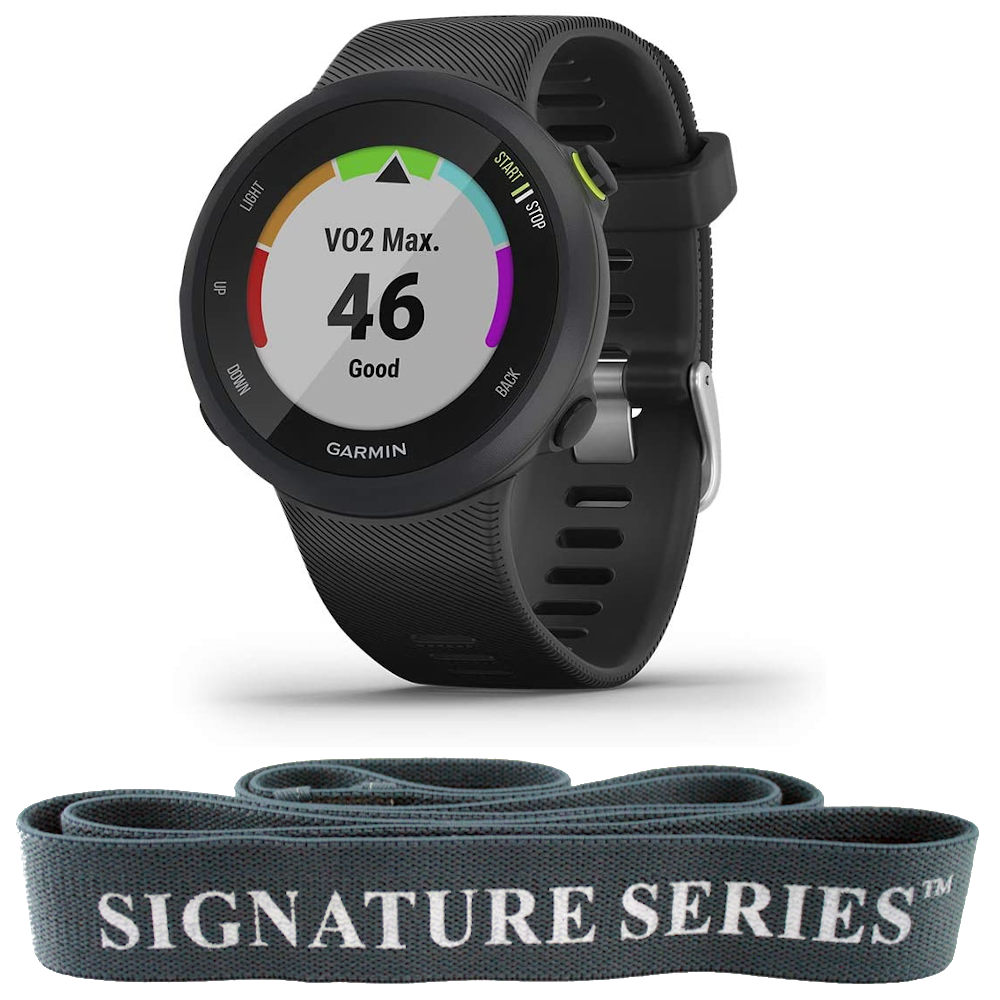 LIGHT
START
STOP
VO2 Max.
UP
46
Good
DOWN
BACK
GARMIN
SIGNATURE SERIES™